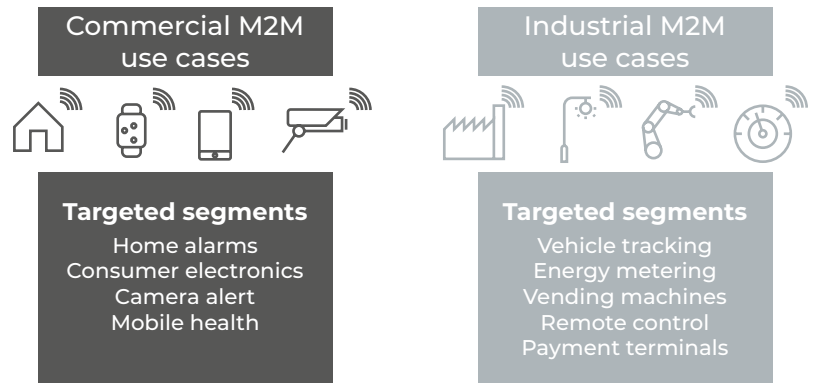 Commercial M2M
use cases
Targeted segments
Home alarms
Consumer electronics
Camera alert
Mobile health
Industrial M2M
use cases
Targeted segments
Vehicle tracking
Energy metering
Vending machines
Remote control
Payment terminals